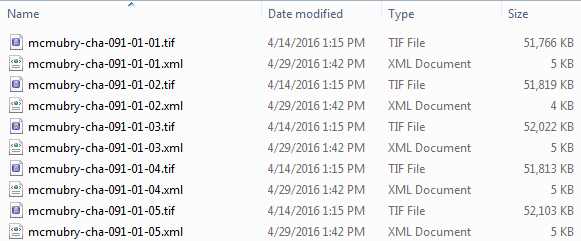 Name Date modified Type Size
mcmubry-cha-091-01-01.tif 4/14/2016 1:15 PM TIF File 51,766 KB
mcmubry-cha-091-01-01.xml 4/29/2016 1:42 PM XML Document 5 KB
mcmubry-cha-091-01-02.tif 4/14/2016 1:15 PM TIF File 51,819 KB
mcmubry-cha-091-01-02.xml 4/29/2016 1:42 PM XML Document 4 KB
mcmubry-cha-091-01-03.tif 4/14/2016 1:15 PM TIF File 52,022 KB
mcmubry-cha-091-01-03.xml 4/29/2016 1:42 PM XML Document 5 KB
mcmubry-cha-091-01-04.tif 4/14/2016 1:15 PM TIF File 51,813 KB
mcmubry-cha-091-01-04.xml 4/29/2016 1:42 PM XML Document 5 KB
mcmubry-cha-091-01-05.tif 4/14/2016 1:15 PM TIF File 52,103 KB
mcmubry-cha-091-01-05.xml 4/29/2016 1:42 PM XML Document 5 KB